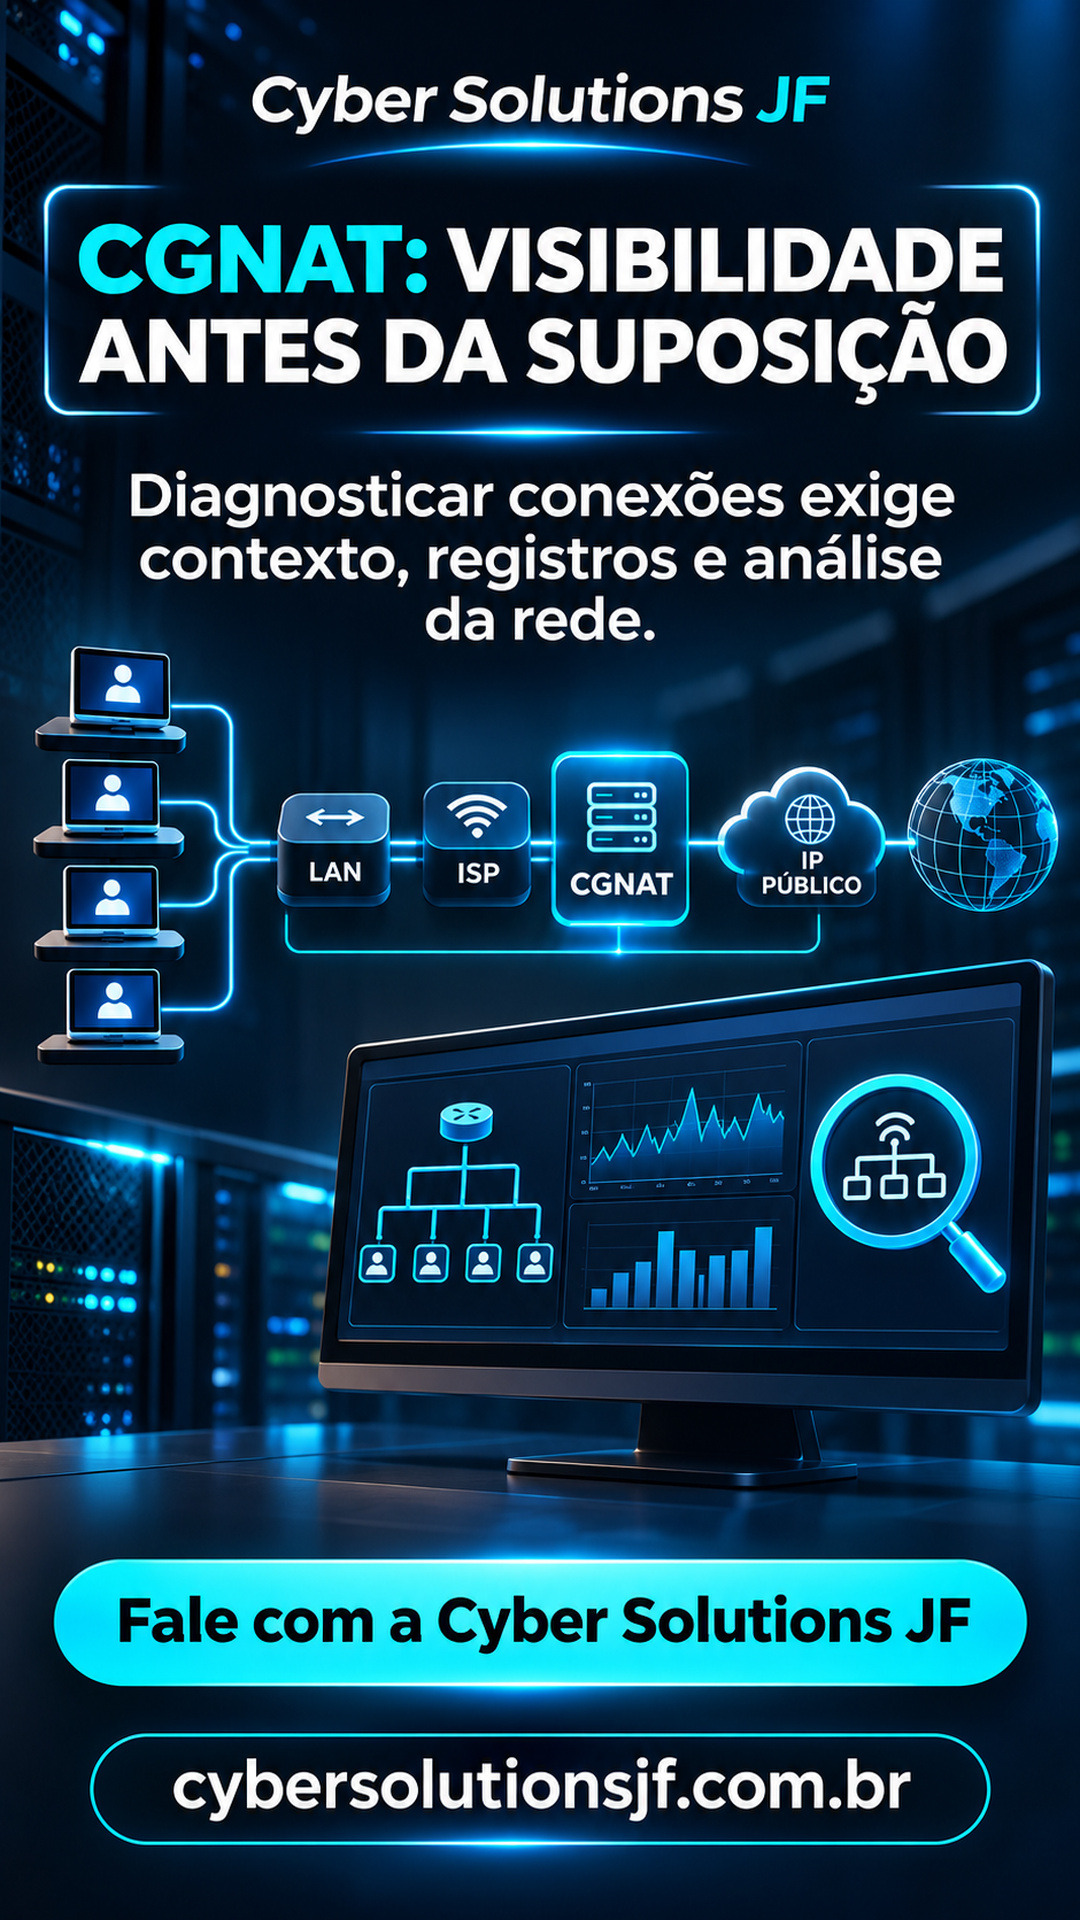 Cyber Solutions JF
CGNAT: VISIBILIDADE
ANTES DA SUPOSIÇÃO
Diagnosticar conexões exige
contexto, registros e análise
da rede.
LAN
ISP
CGNAT
IP
PÚBLICO
Fale com a Cyber Solutions JF
cybersolutionsjf.com.br